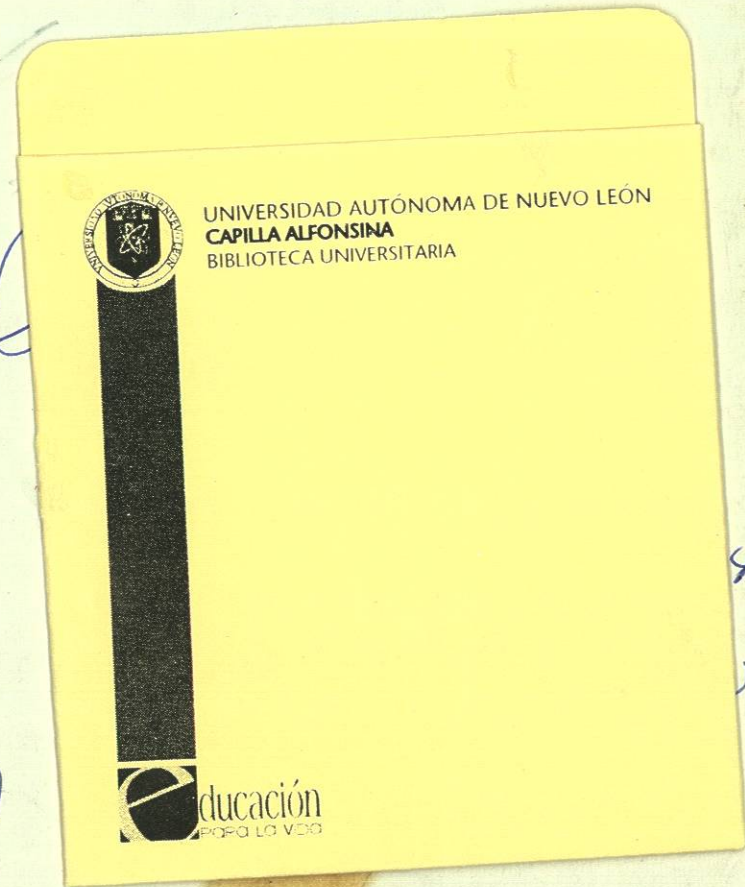 UNIVERSIDAD AUTÓNOMA DE NUEVO LEÓN
CAPILLA ALFONSINA
BIBLIOTECA UNIVERSITARIA
educación
PARA LA VIDA